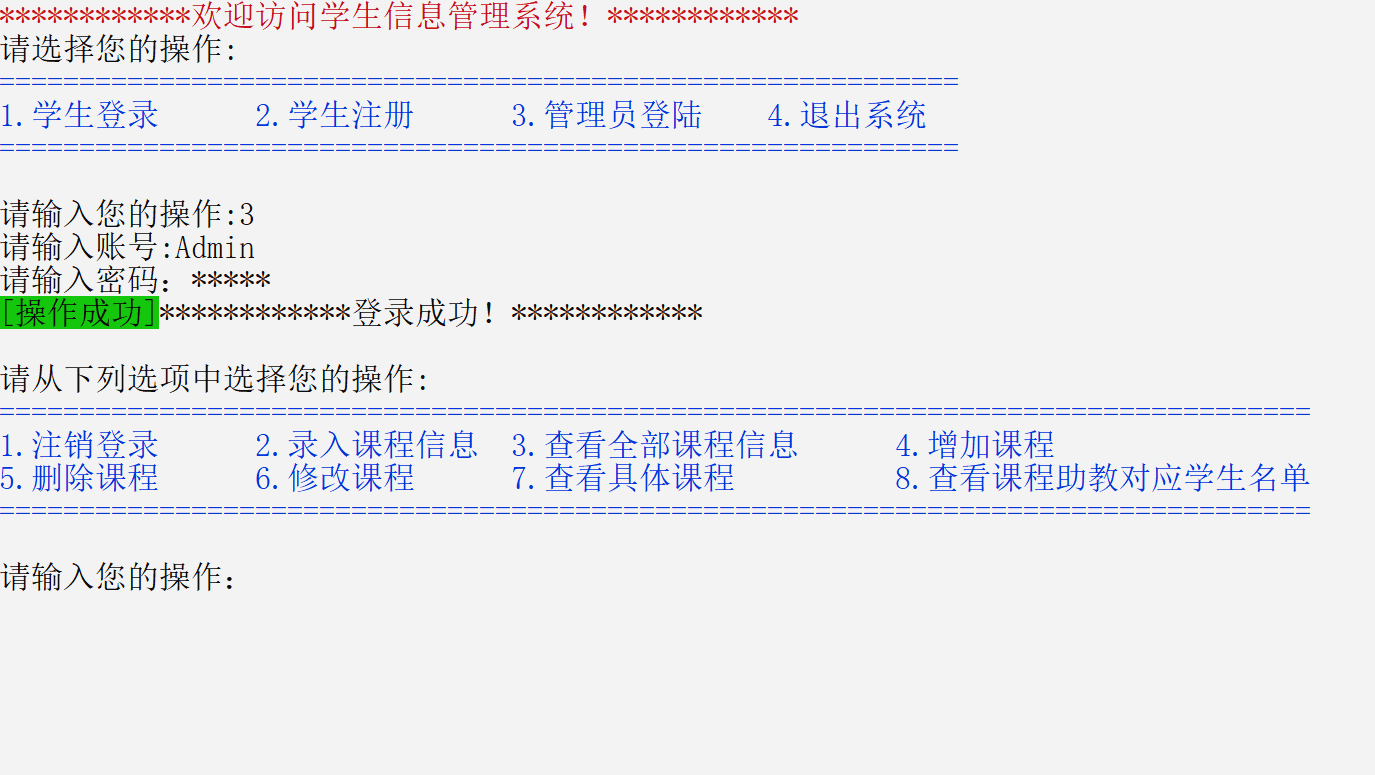 ************欢迎访问学生信息管理系统！************
请选择您的操作:
============================================================
1.学生登录      2.学生注册      3.管理员登陆    4.退出系统
============================================================
请输入您的操作:3
请输入账号:Admin
请输入密码：*****
[操作成功]************登录成功！************
请从下列选项中选择您的操作:
==================================================================================
1.注销登录      2.录入课程信息  3.查看全部课程信息      4.增加课程
5.删除课程      6.修改课程      7.查看具体课程          8.查看课程助教对应学生名单
==================================================================================
请输入您的操作：